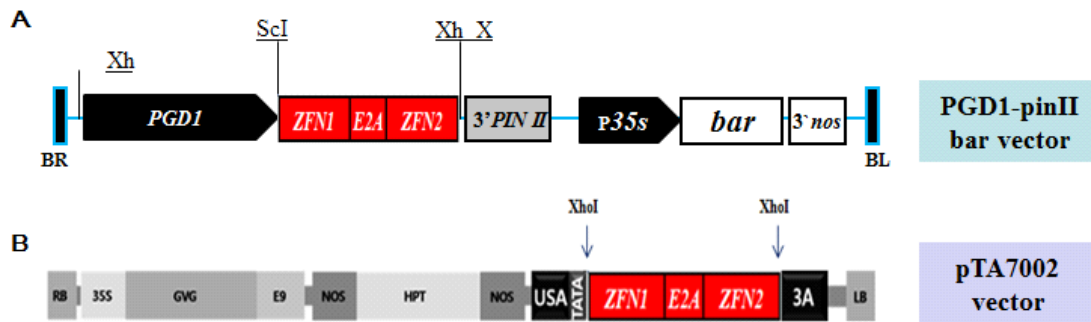 A
Xh
ScI
Xh X
PGD1
ZFN1 E2A ZFN2
3'PIN II
P35s
bar
3`nos
BR
BL
PGD1-pinII
bar vector
B
XhoI
XhoI
RB 35S GVG E9 NOS HPT NOS USA TATA ZFN1 E2A ZFN2 3A LB
pTA7002
vector